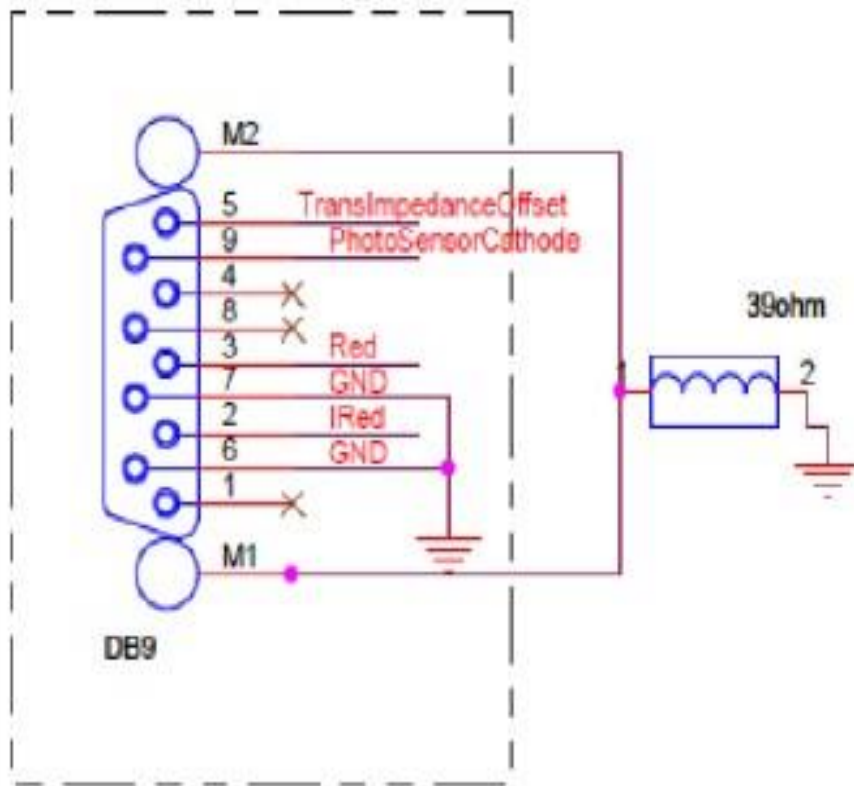 M2
5 TransImpedanceOffset
9 PhotoSensorCathode
4
8
39ohm
3 Red
1 2
7 GND
2 IRed
6 GND
1
M1
DB9